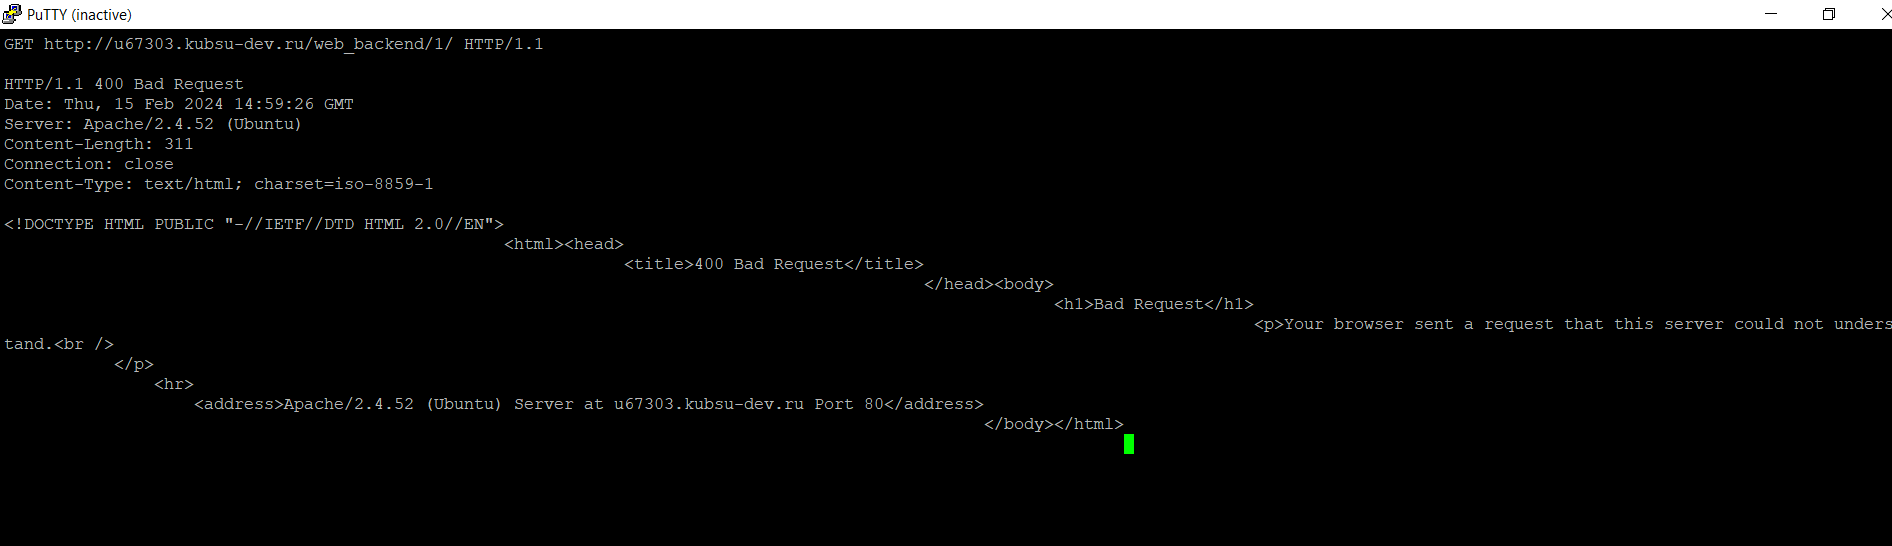 PuTTY (inactive)
GET http://u67303.kubsu-dev.ru/web_backend/1/ HTTP/1.1
HTTP/1.1 400 Bad Request
Date: Thu, 15 Feb 2024 14:59:26 GMT
Server: Apache/2.4.52 (Ubuntu)
Content-Length: 311
Connection: close
Content-Type: text/html; charset=iso-8859-1
<!DOCTYPE HTML PUBLIC "-//IETF//DTD HTML 2.0//EN">
<html><head>
<title>400 Bad Request</title>
</head><body>
<h1>Bad Request</h1>
<p>Your browser sent a request that this server could not unders
tand.<br />
</p>
<hr>
<address>Apache/2.4.52 (Ubuntu) Server at u67303.kubsu-dev.ru Port 80</address>
</body></html>